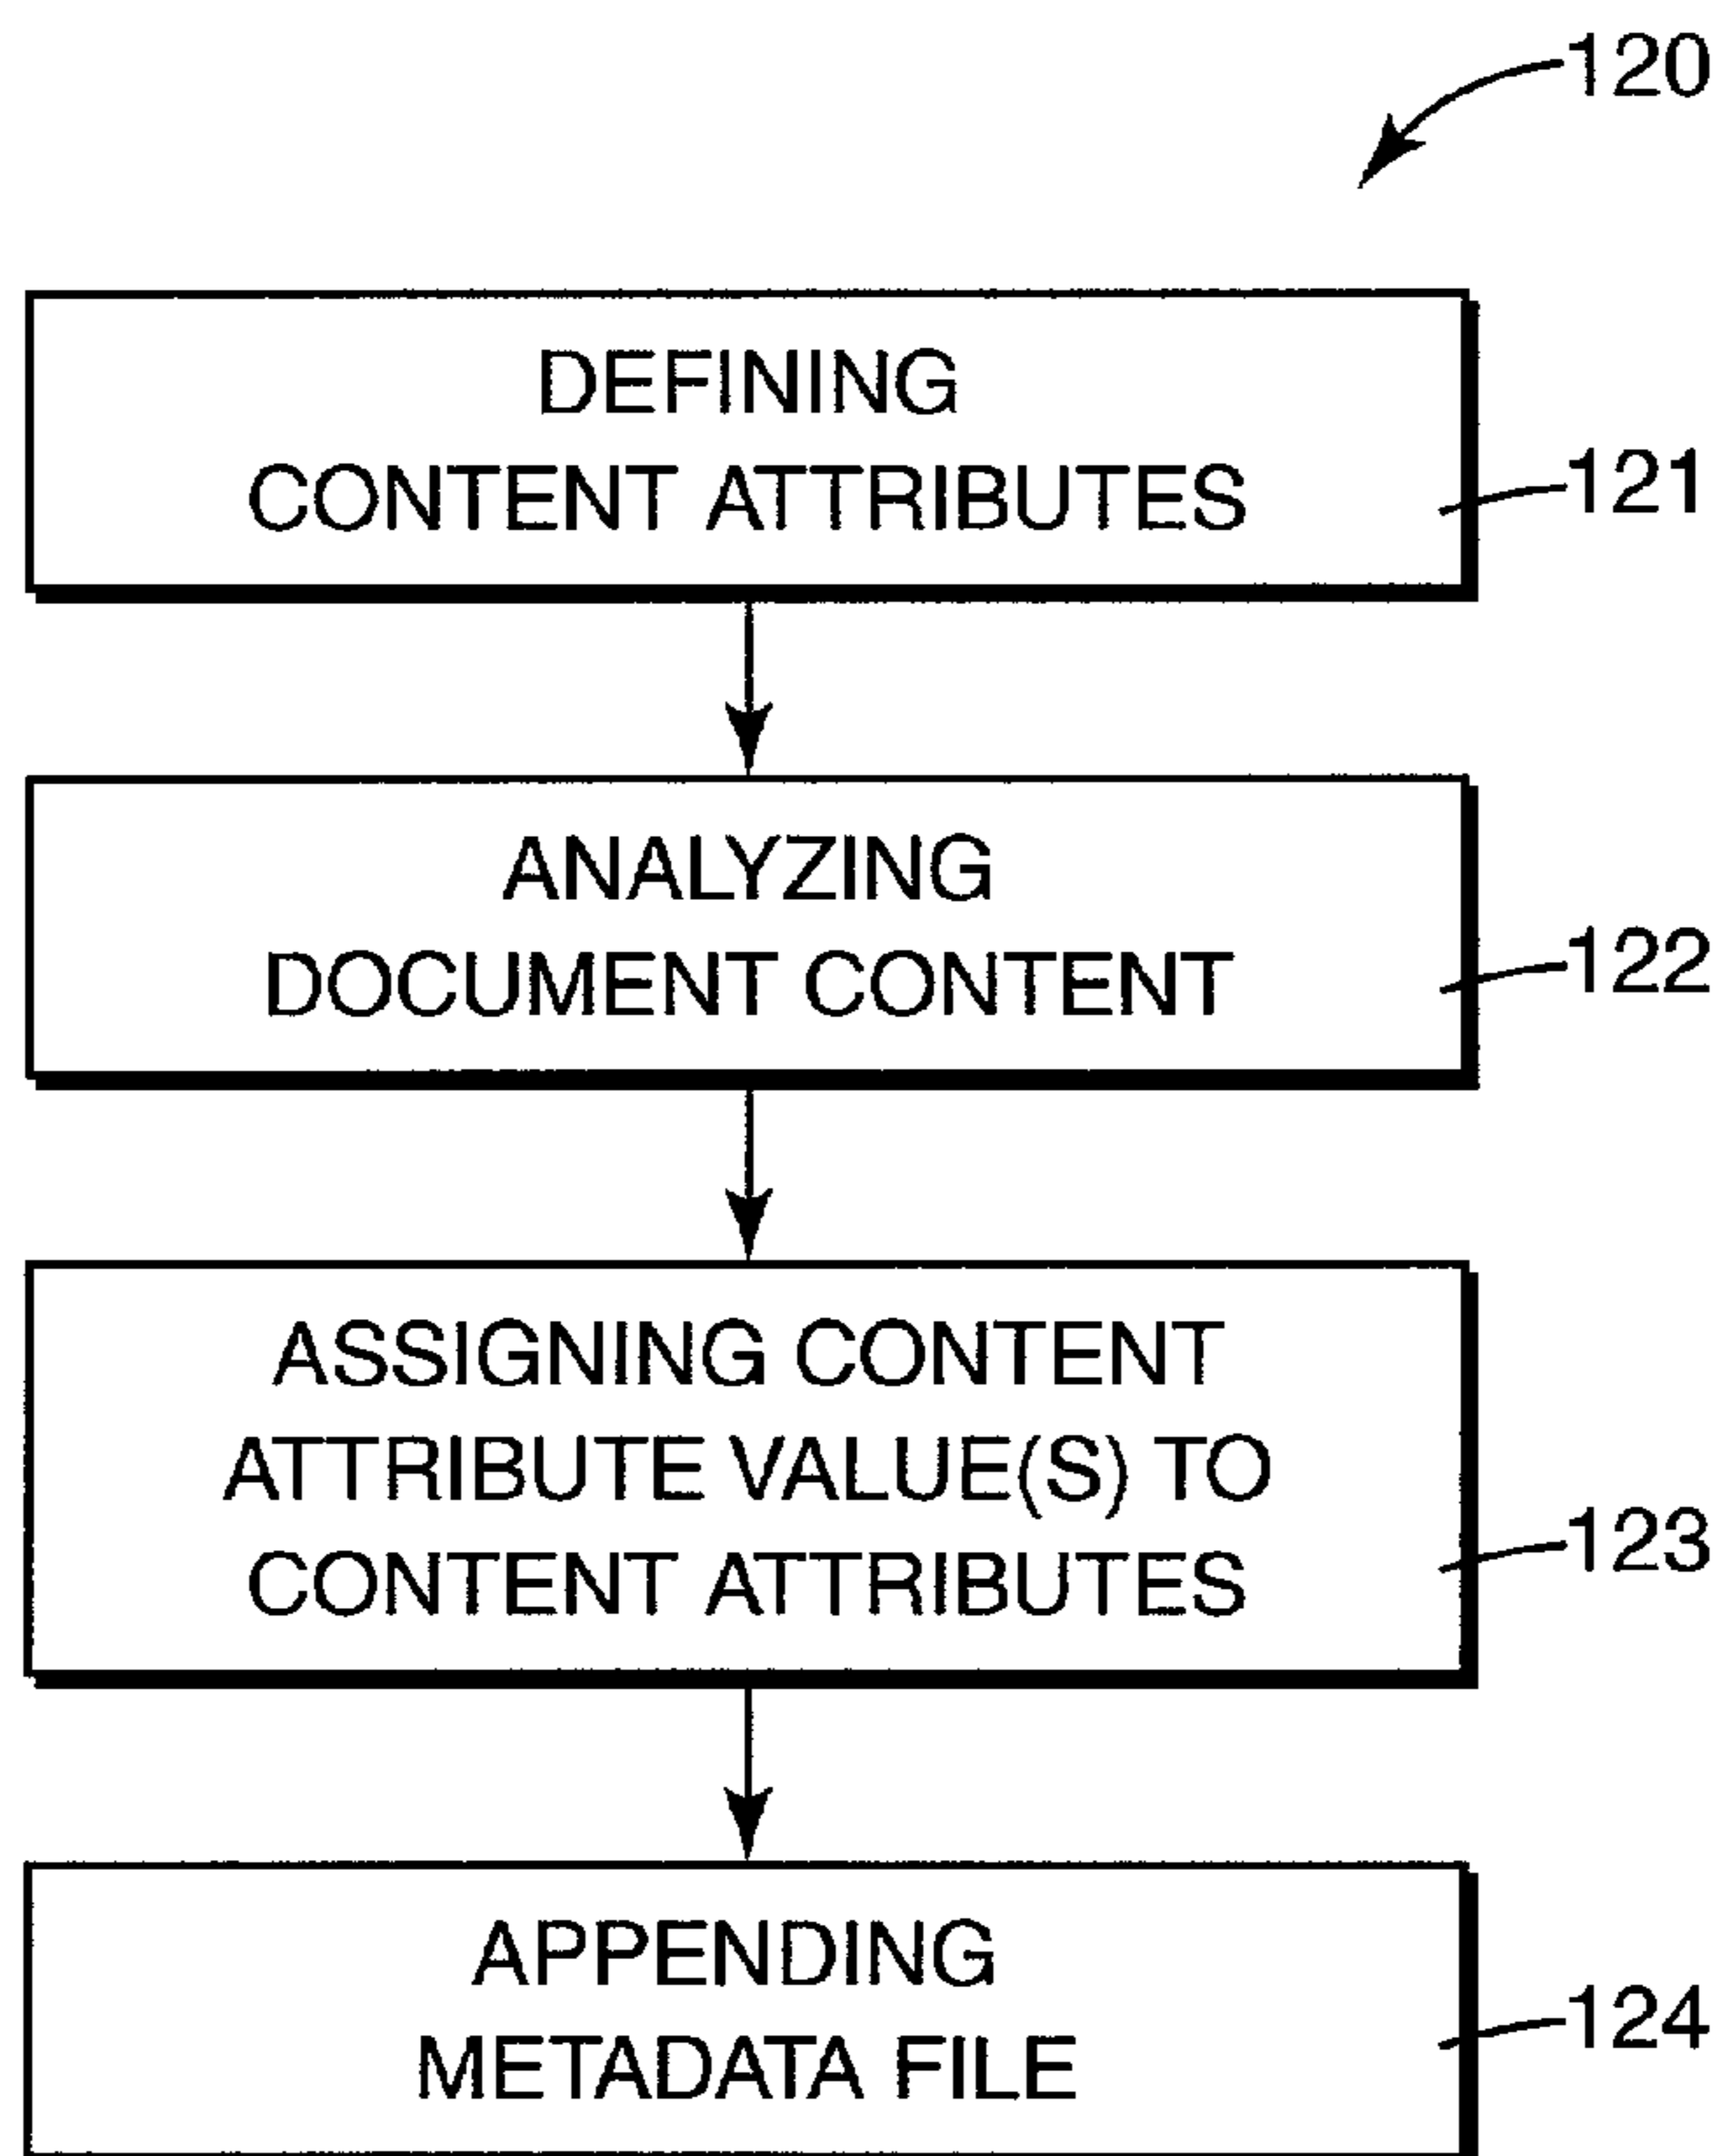 120
DEFINING
CONTENT ATTRIBUTES
121
ANALYZING
DOCUMENT CONTENT
122
ASSIGNING CONTENT
ATTRIBUTE VALUE(S) TO
CONTENT ATTRIBUTES
123
APPENDING
METADATA FILE
124